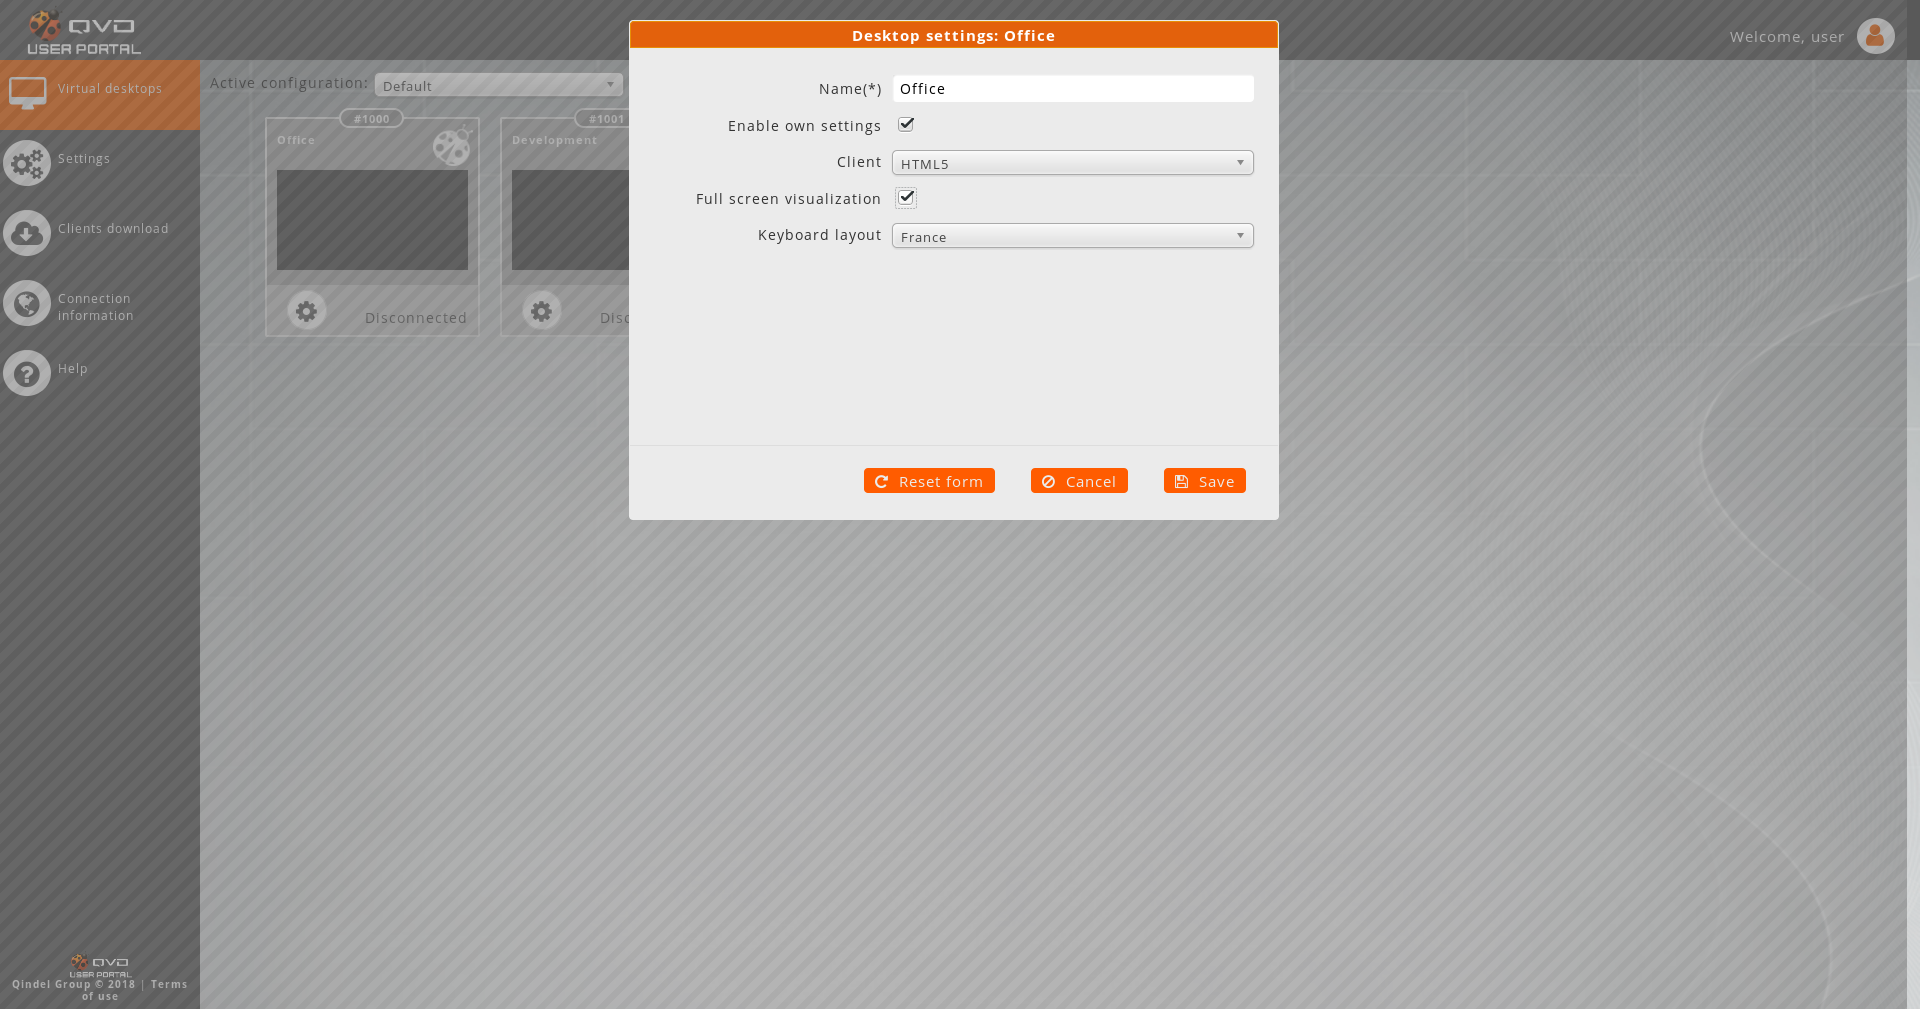 QVD
USER PORTAL
Welcome, user
Desktop settings: Office
Virtual desktops
Settings
Clients download
Connection
information
Help
Active configuration:
Default
#1000
Office
Disconnected
#1001
Development
Disc
Name(*)
Office
Enable own settings
Client
HTML5
Full screen visualization
Keyboard layout
France
Reset form
Cancel
Save
QVD
USER PORTAL
Qindel Group © 2018 | Terms
of use